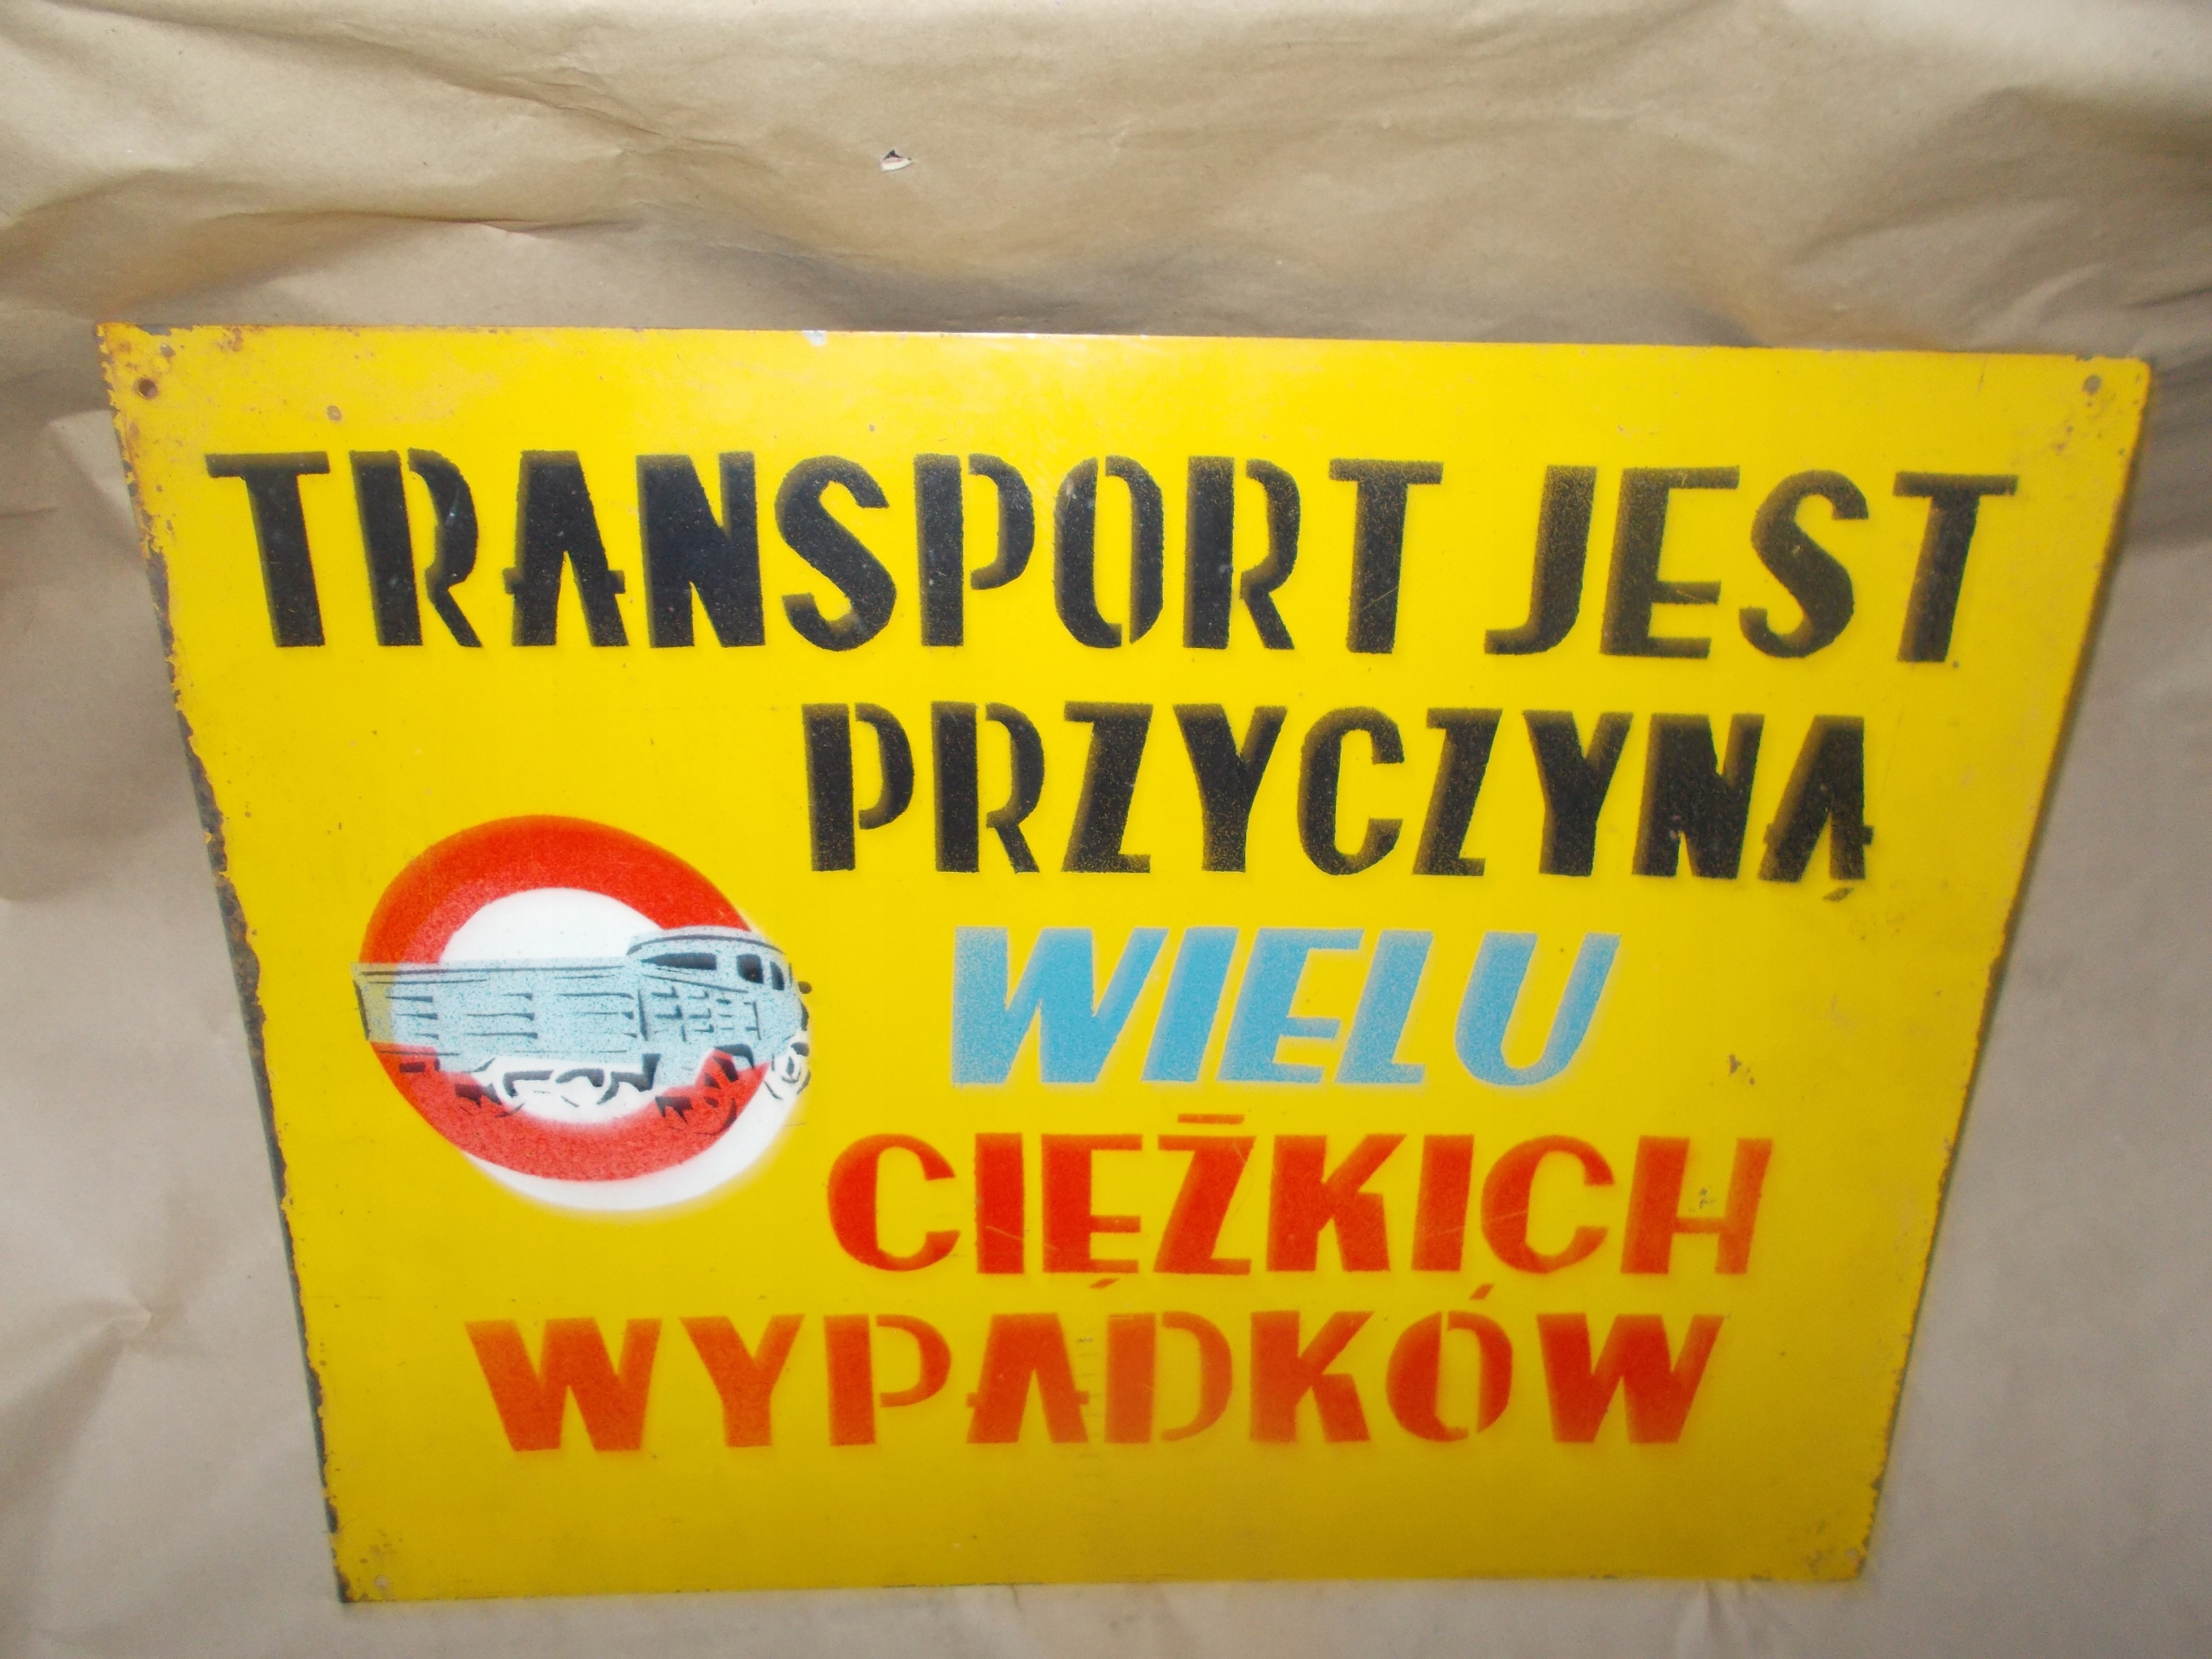 TRANSPORT JEST
PRZYCZYNĄ
WIELU
CIĘŻKICH
WYPADKÓW